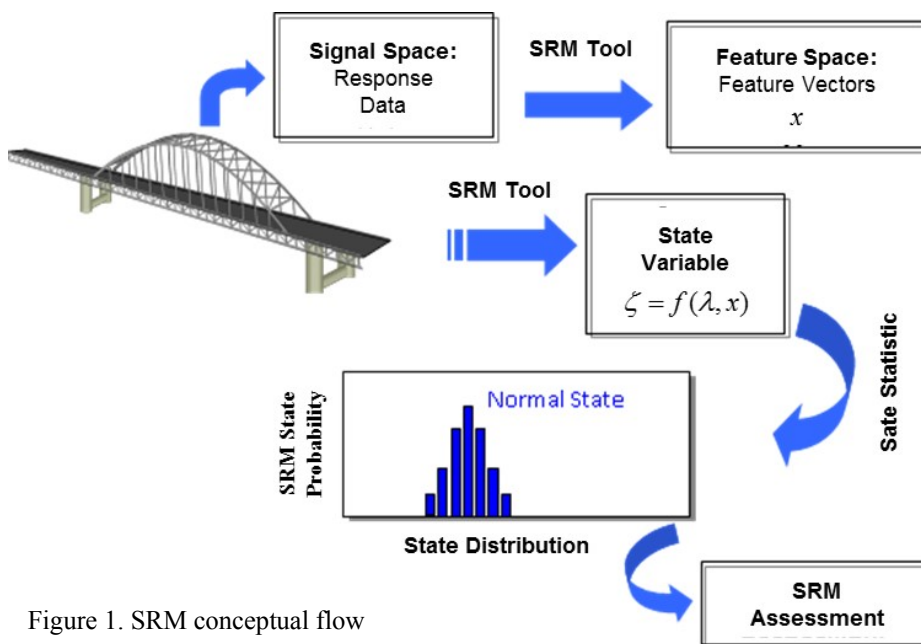 Signal Space:
Response
Data
SRM Tool
Feature Space:
Feature Vectors
x
SRM Tool
State
Variable
ζ = f(λ, x)
Sate Statistic
SRM State
Probability
Normal State
State Distribution
SRM
Assessment
Figure 1. SRM conceptual flow